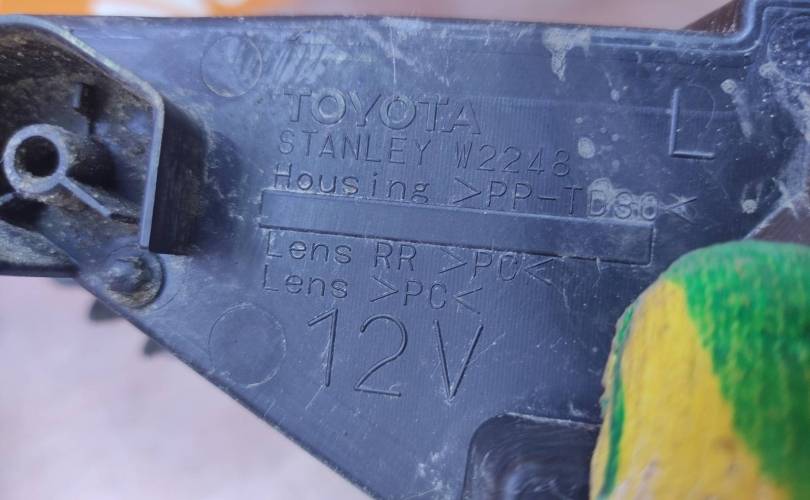 TOYOTA
STANLEY W2248
L
Housing >PP-TD30<
Lens RR >PC<
Lens >PC<
12V